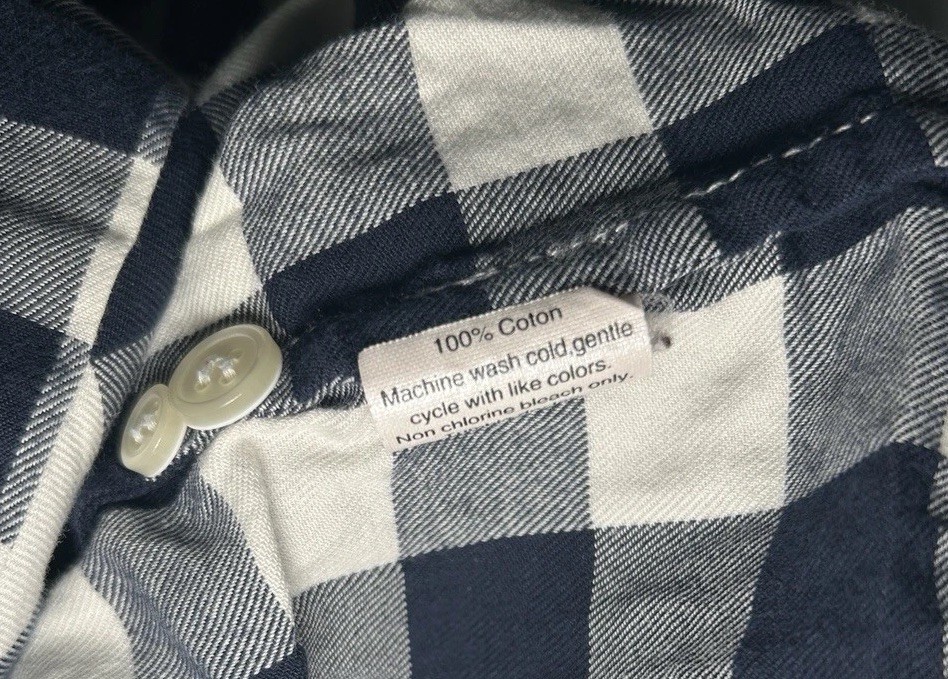 100% Coton
Machine wash cold,gentle
cycle with like colors.
Non chlorine bleach only.